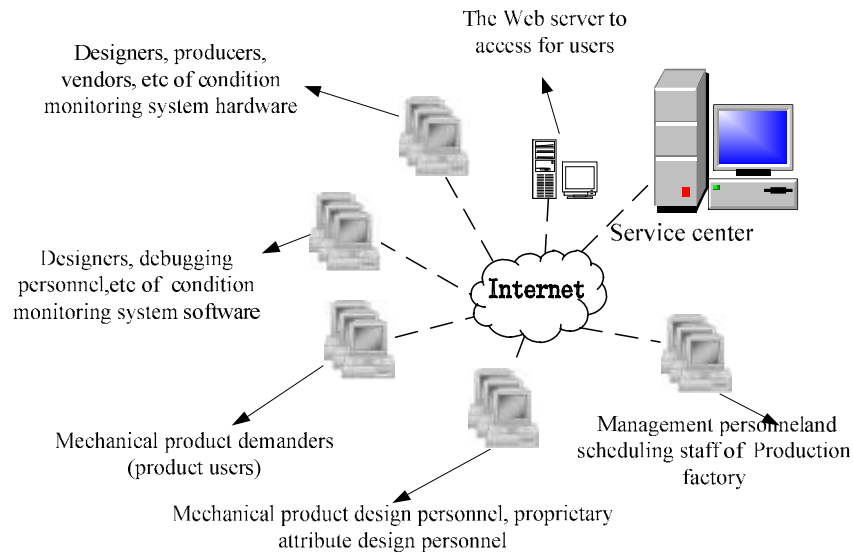 The Web server to
access for users
Designers, producers,
vendors, etc of condition
monitoring system hardware
Service center
Designers, debugging
personnel,etc of condition
monitoring system software
Internet
Mechanical product demanders
(product users)
Management personneland
scheduling staff of Production
factory
Mechanical product design personnel, proprietary
attribute design personnel